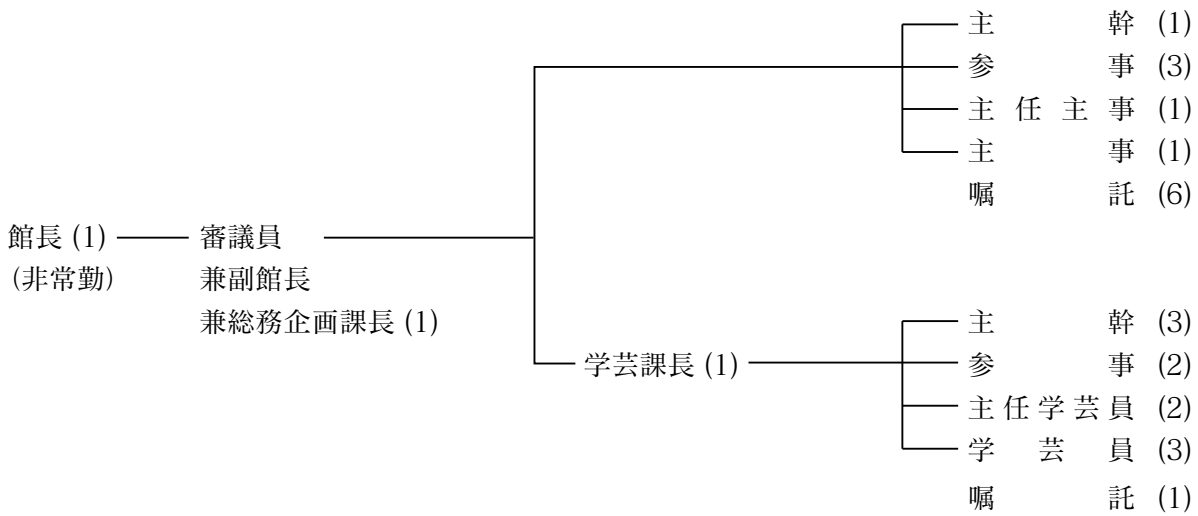 主幹 (1)
参事 (3)
主任主事 (1)
主事 (1)
嘱託 (6)
館長 (1)
(非常勤)
審議員
兼副館長
兼総務企画課長 (1)
学芸課長 (1)
主幹 (3)
参事 (2)
主任学芸員 (2)
学芸員 (3)
嘱託 (1)